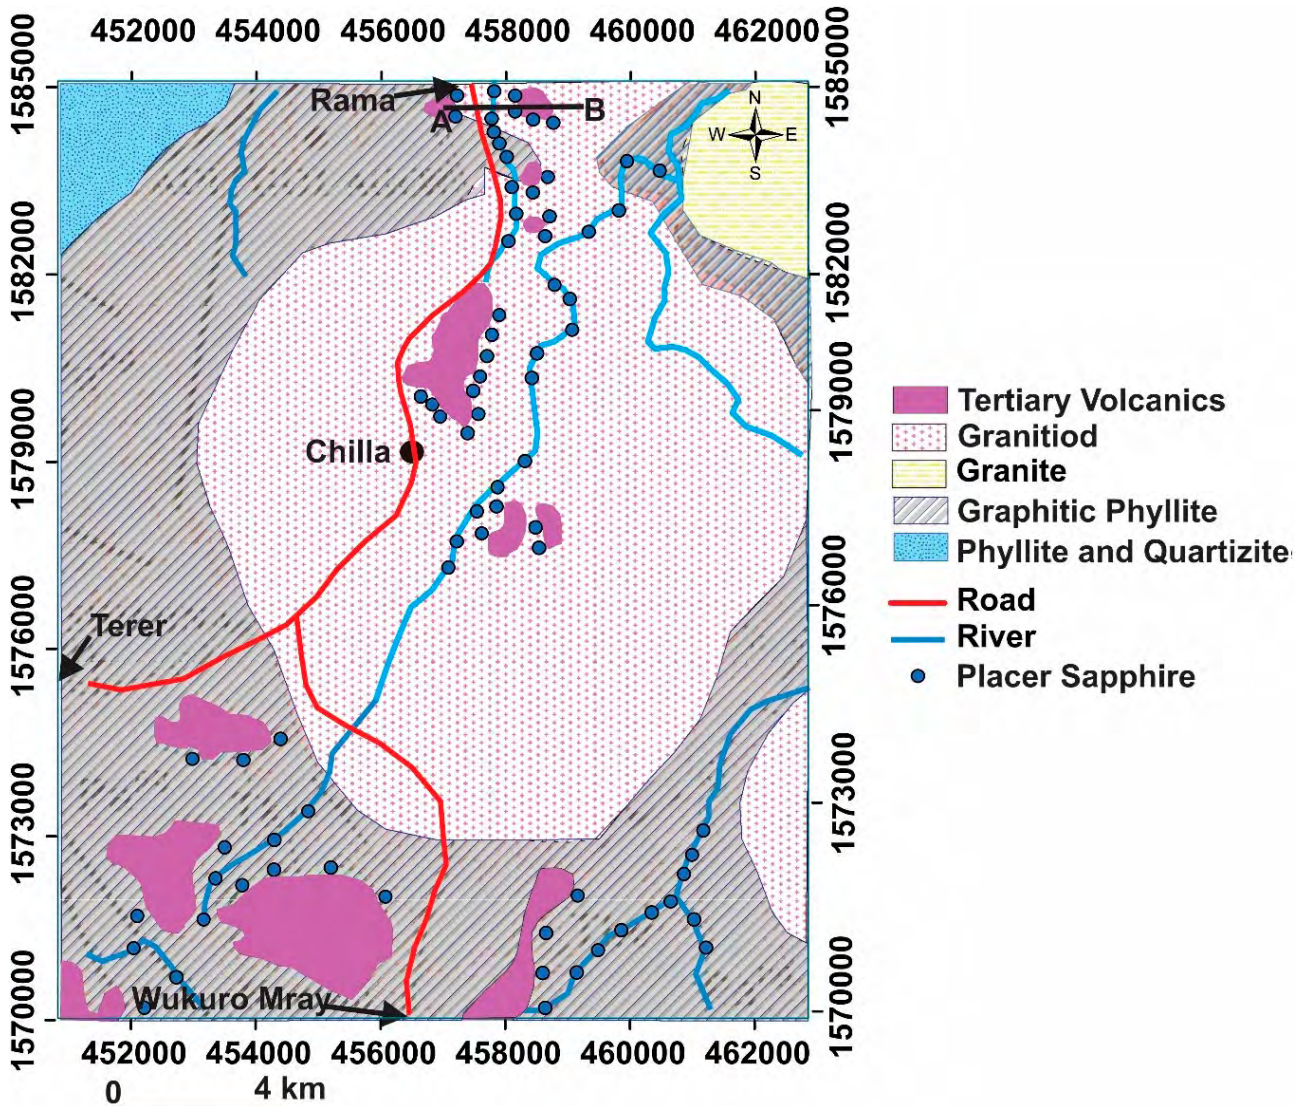 452000 454000 456000 458000 460000 462000
1585000
1582000
1579000
1576000
1573000
1570000
1585000
1582000
1579000
1576000
1573000
1570000
Rama
A
B
N
W E
S
Chilla
Terer
Wukuro Mray
Tertiary Volcanics
Granitiod
Granite
Graphitic Phyllite
Phyllite and Quartizite
Road
River
Placer Sapphire
452000 454000 456000 458000 460000 462000
0 4 km